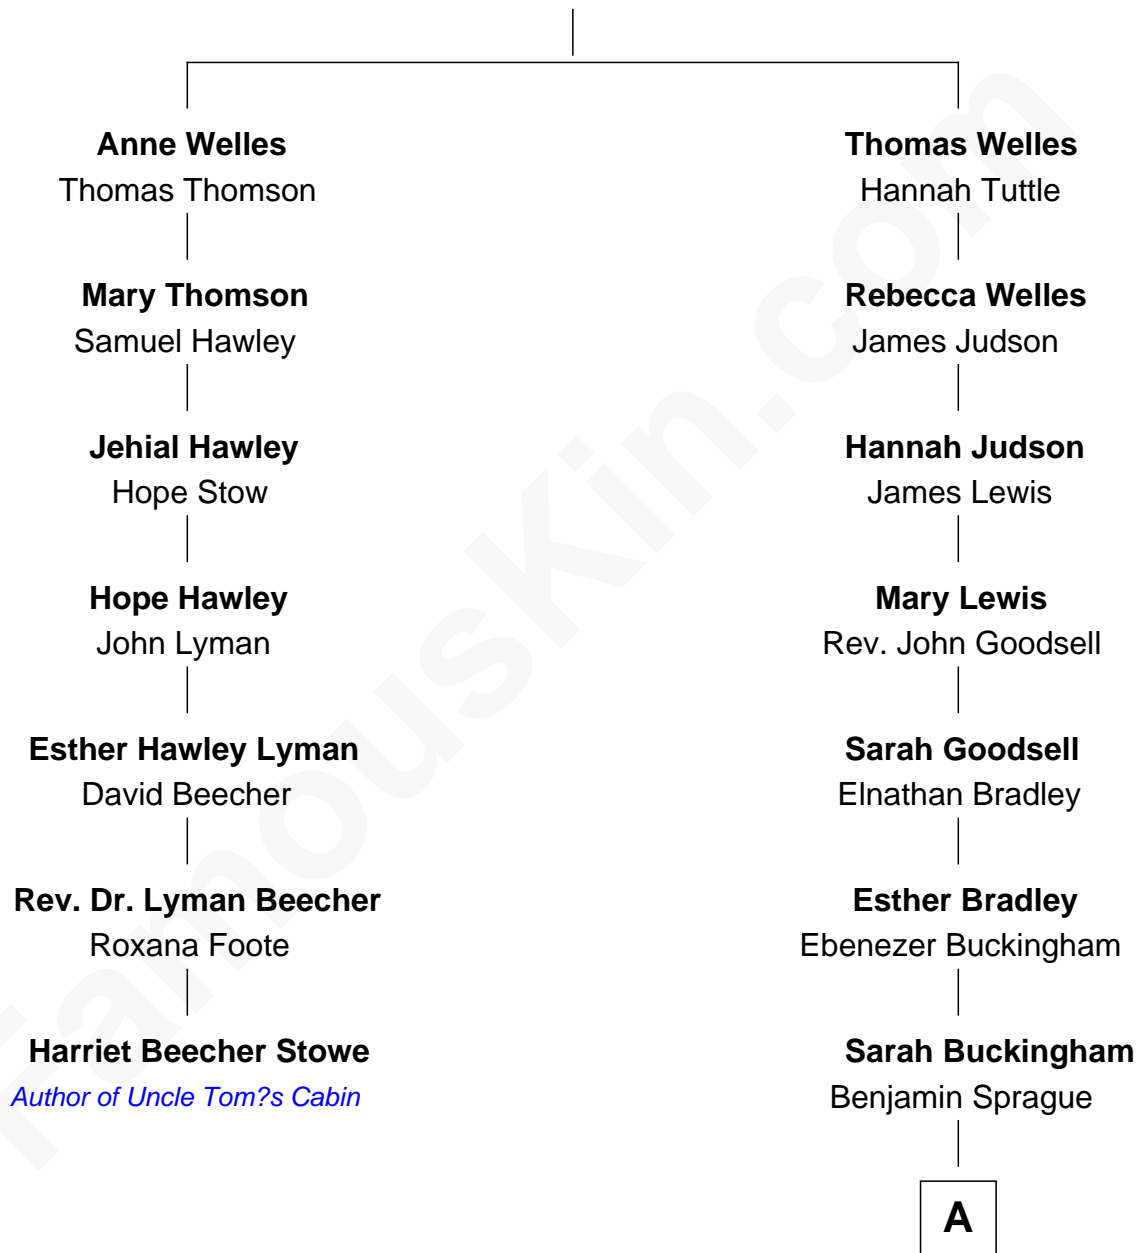 Anne Welles
Thomas Thomson
Mary Thomson
Samuel Hawley
Jehial Hawley
Hope Stow
Hope Hawley
John Lyman
Esther Hawley Lyman
David Beecher
Rev. Dr. Lyman Beecher
Roxana Foote
Harriet Beecher Stowe
Author of Uncle Tom?s Cabin
Thomas Welles
Hannah Tuttle
Rebecca Welles
James Judson
Hannah Judson
James Lewis
Mary Lewis
Rev. John Goodsell
Sarah Goodsell
Elnathan Bradley
Esther Bradley
Ebenezer Buckingham
Sarah Buckingham
Benjamin Sprague
A
FamousKin.com